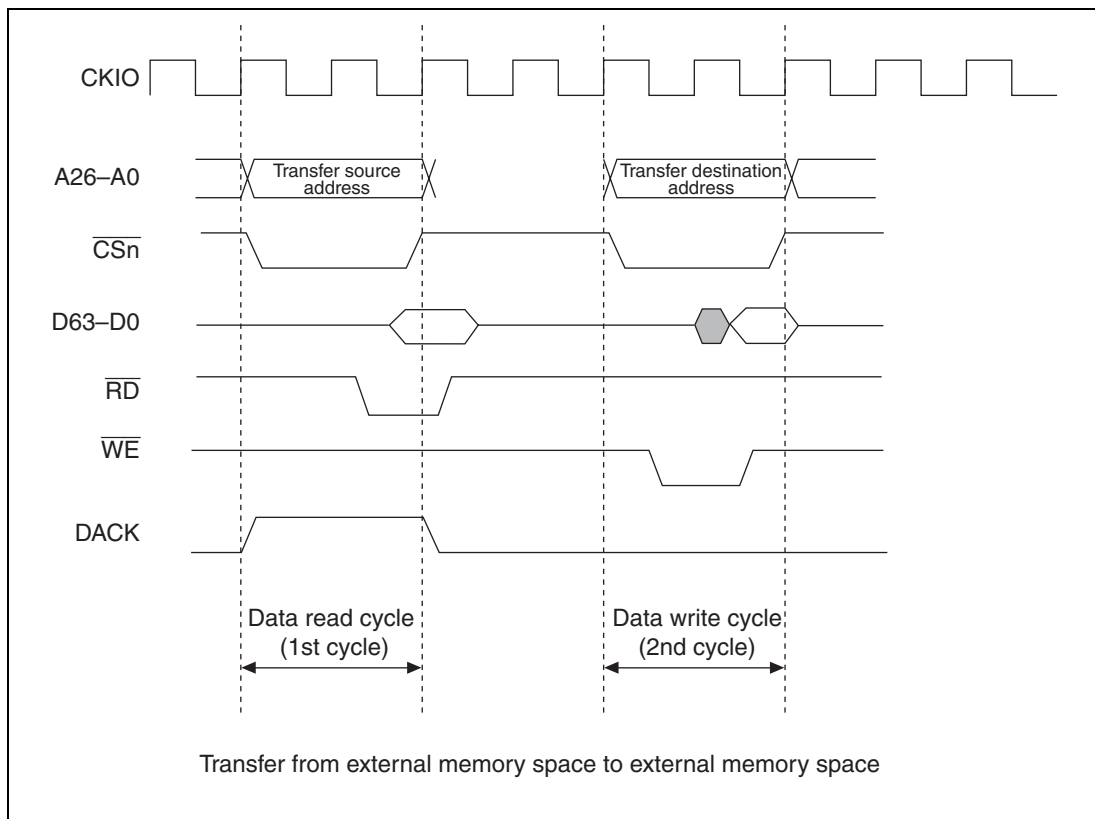 CKIO
A26–A0
Transfer source
address
Transfer destination
address
CSn
D63–D0
RD
WE
DACK
Data read cycle
(1st cycle)
Data write cycle
(2nd cycle)
Transfer from external memory space to external memory space